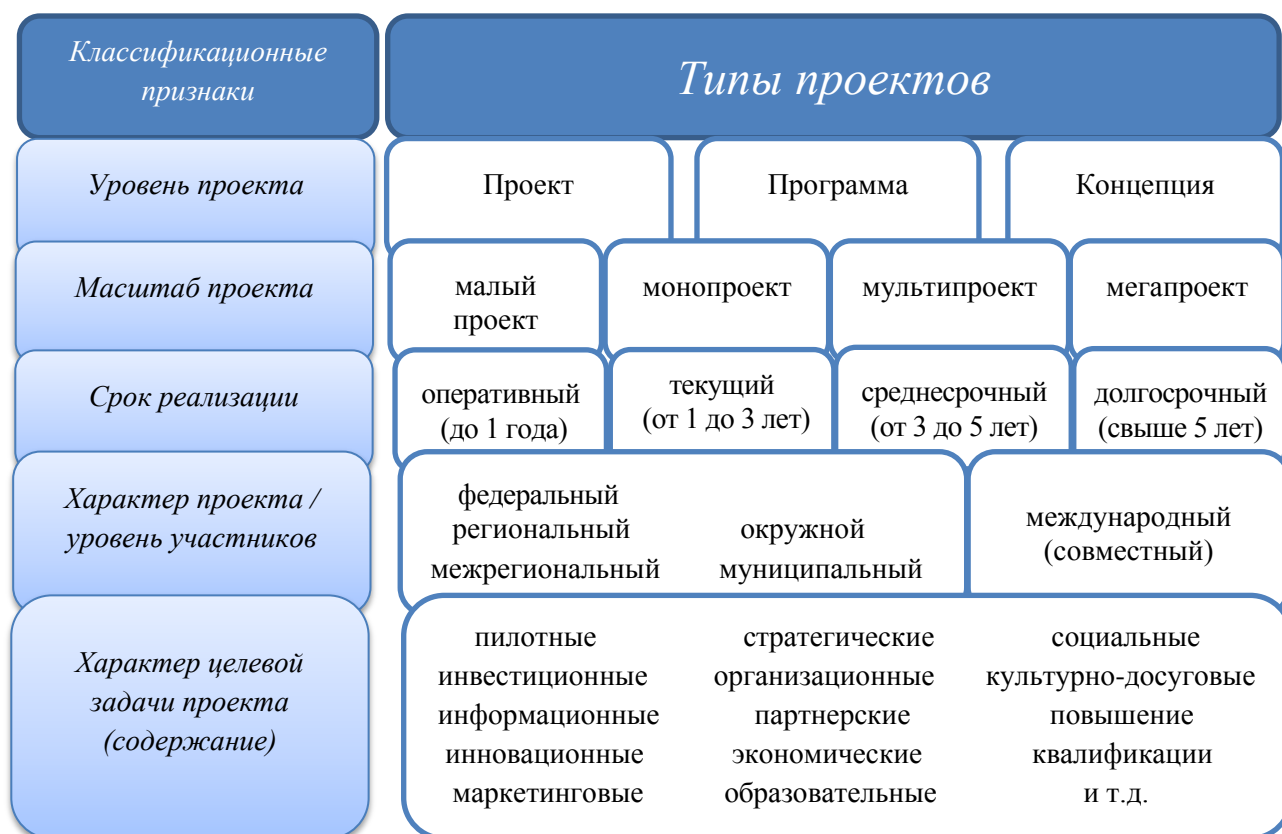 Классификационные
признаки
Типы проектов
Уровень проекта
Проект
Программа
Концепция
Масштаб проекта
малый
проект
монопроект
мультипроект
мегапроект
Срок реализации
оперативный
(до 1 года)
текущий
(от 1 до 3 лет)
среднесрочный
(от 3 до 5 лет)
долгосрочный
(свыше 5 лет)
Характер проекта /
уровень участников
федеральный
региональный
межрегиональный
окружной
муниципальный
международный
(совместный)
Характер целевой
задачи проекта
(содержание)
пилотные
инвестиционные
информационные
инновационные
маркетинговые
стратегические
организационные
партнерские
экономические
образовательные
социальные
культурно-досуговые
повышение
квалификации
и т.д.